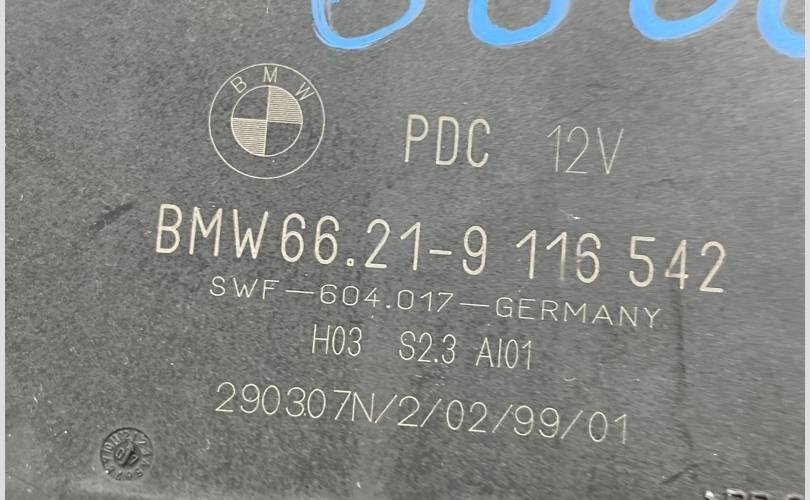 BMW
PDC 12V
BMW 66.21-9 116 542
SWF-604.017-GERMANY
H03 S2.3 AI01
290307N/2/02/99/01